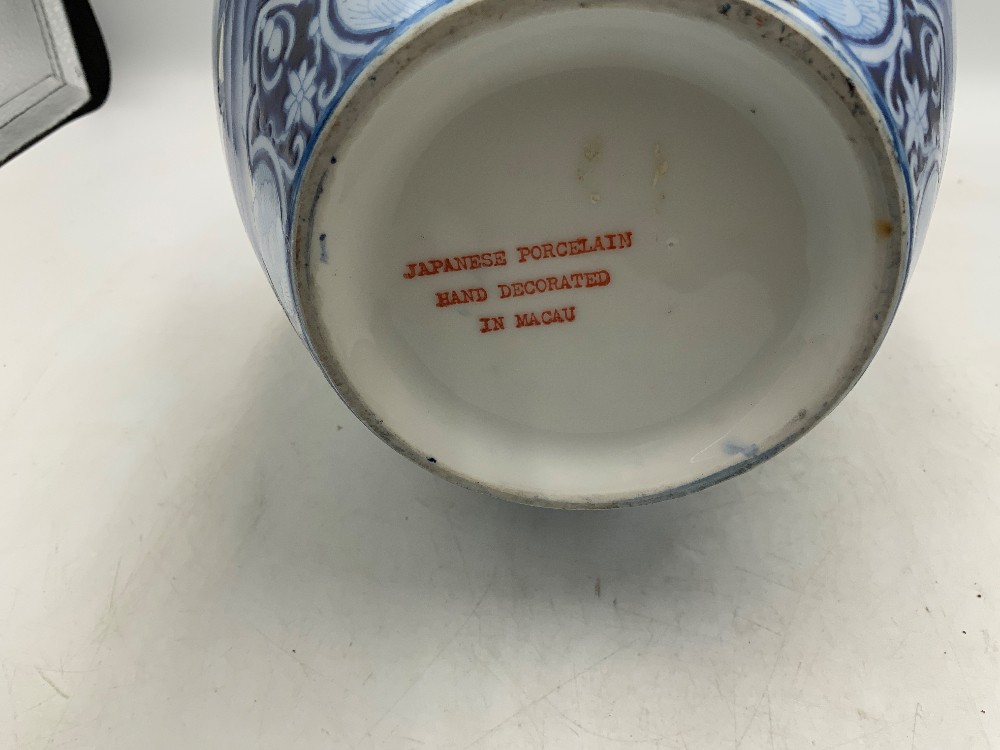 JAPANESE PORCELAIN
HAND DECORATED
IN MACAU